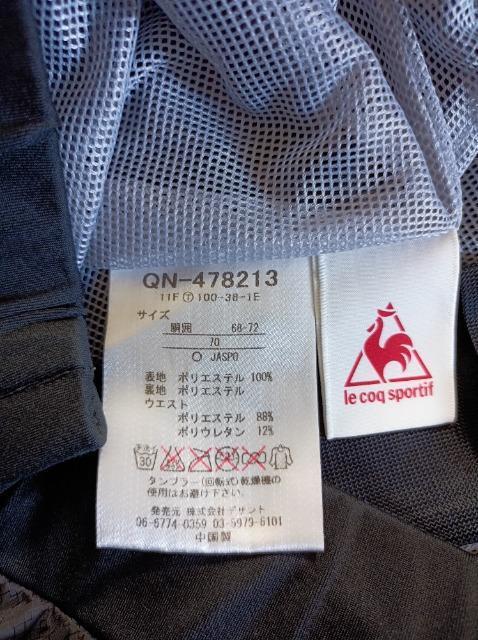 QN-478213
11F Ⓣ 100-38-1E
サイズ
胴囲 68-72
70
○ JASPO
表地 ポリエステル 100%
裏地 ポリエステル
ウエスト
ポリエステル 88%
ポリウレタン 12%
手洗イ
30
タンブラー(回転式)乾燥機の
使用はお避け下さい。
発売元 株式会社デサント
06-6774-0359 03-5979-6101
中国製
le coq sportif